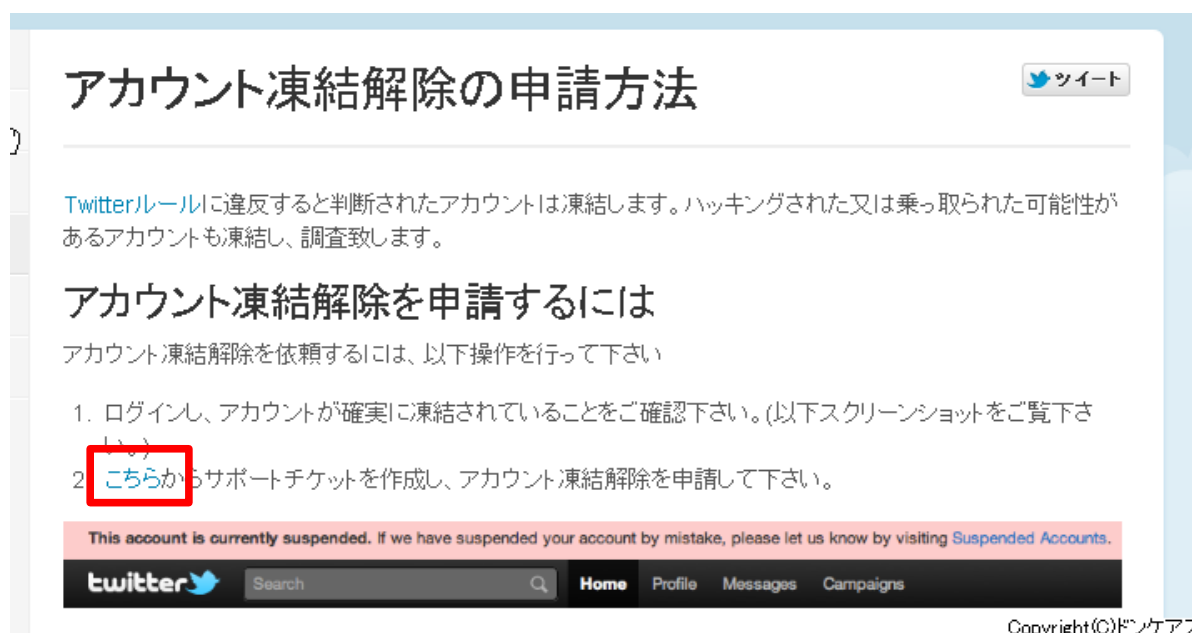 アカウント凍結解除の申請方法
ツイート
の
Twitterルールに違反すると判断されたアカウントは凍結します。ハッキングされた又は乗っ取られた可能性が
あるアカウントも凍結し、調査致します。
アカウント凍結解除を申請するには
アカウント凍結解除を依頼するには、以下操作を行って下さい
1. ログインし、アカウントが確実に凍結されていることをご確認下さい。(以下スクリーンショットをご覧下さ
い。)
2 こちらからサポートチケットを作成し、アカウント凍結解除を申請して下さい。
This account is currently suspended. If we have suspended your account by mistake, please let us know by visiting Suspended Accounts.
twitter Search Home Profile Messages Campaigns
Copyright(C)ドンケアス